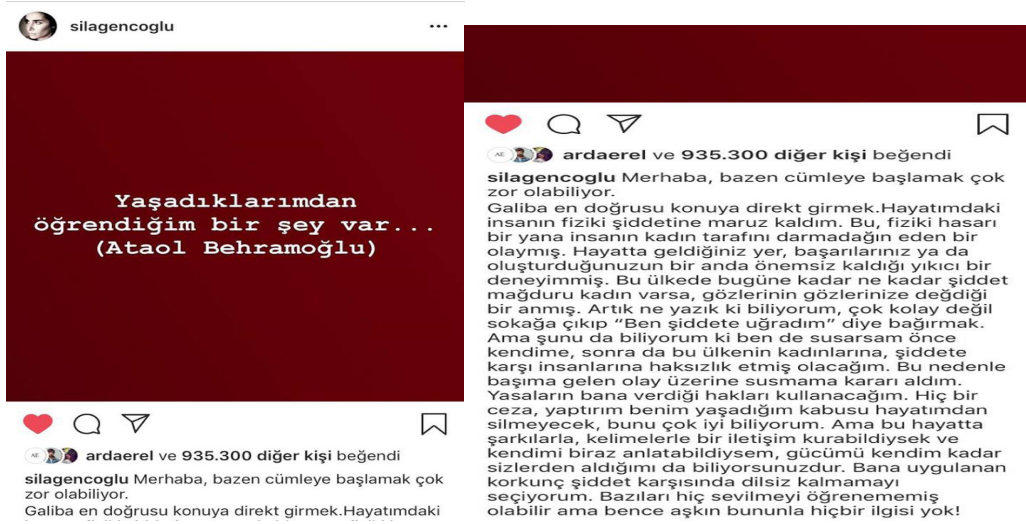 silagencoglu
Yaşadıklarımdan
öğrendiğim bir şey var...
(Ataol Behramoğlu)
ardaerel ve 935.300 diğer kişi beğendi
silagencoglu Merhaba, bazen cümleye başlamak çok
zor olabiliyor.
Galiba en doğrusu konuya direkt girmek.Hayatımdaki
AE
ardaerel ve 935.300 diğer kişi beğendi
silagencoglu Merhaba, bazen cümleye başlamak çok
zor olabiliyor.
Galiba en doğrusu konuya direkt girmek.Hayatımdaki
insanın fiziki şiddetine maruz kaldım. Bu, fiziki hasarı
bir yana insanın kadın tarafını darmadağın eden bir
olaymış. Hayatta geldiğiniz yer, başarılarınız ya da
oluşturduğunuzun bir anda önemsiz kaldığı yıkıcı bir
deneyimmiş. Bu ülkede bugüne kadar ne kadar şiddet
mağduru kadın varsa, gözlerinin gözlerinize değdiği
bir anmış. Artık ne yazık ki biliyorum, çok kolay değil
sokağa çıkıp “Ben şiddete uğradım” diye bağırmak.
Ama şunu da biliyorum ki ben de susarsam önce
kendime, sonra da bu ülkenin kadınlarına, şiddete
karşı insanlarına haksızlık etmiş olacağım. Bu nedenle
başıma gelen olay üzerine susmama kararı aldım.
Yasaların bana verdiği hakları kullanacağım. Hiç bir
ceza, yaptırım benim yaşadığım kabusu hayatımdan
silmeyecek, bunu çok iyi biliyorum. Ama bu hayatta
şarkılarla, kelimelerle bir iletişim kurabildiysek ve
kendimi biraz anlatabildiysem, gücümü kendim kadar
sizlerden aldığımı da biliyorsunuzdur. Bana uygulanan
korkunç şiddet karşısında dilsiz kalmamayı
seçiyorum. Bazıları hiç sevilmeyi öğrenememiş
olabilir ama bence aşkın bununla hiçbir ilgisi yok!